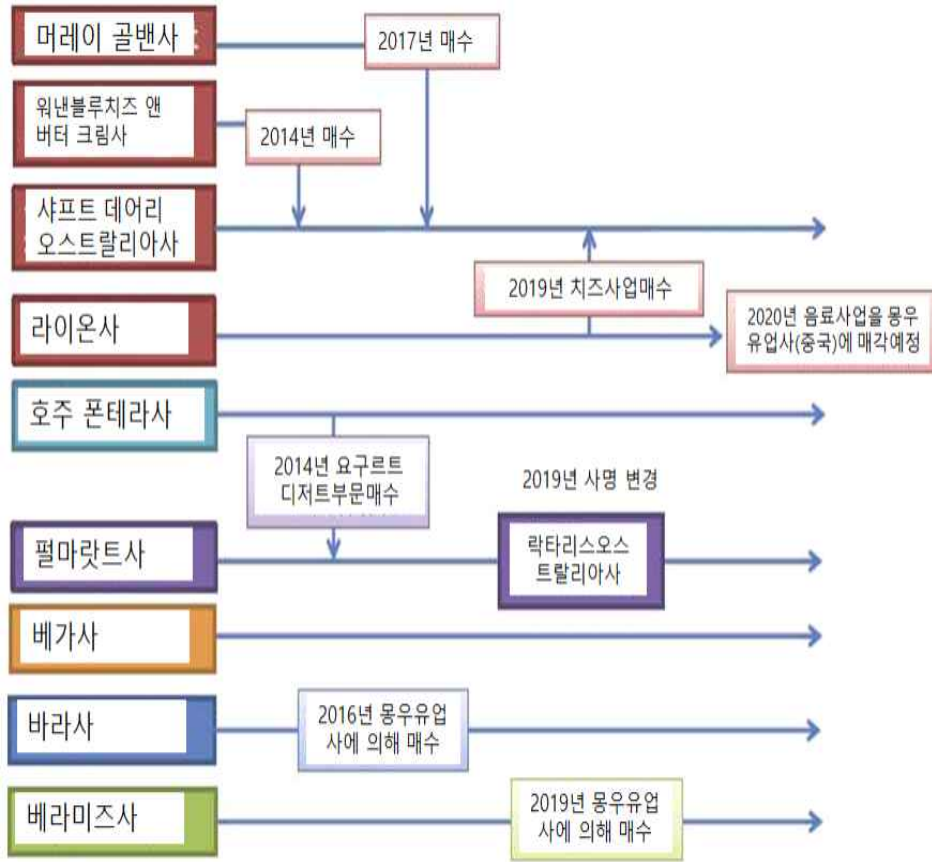 머레이 골밴사
2017년 매수
워낸블루치즈 앤
버터 크림사
2014년 매수
샤프트 데어리
오스트랄리아사
2019년 치즈사업매수
라이온사
2020년 음료사업을 몽우
유업사(중국)에 매각예정
호주 폰테라사
2014년 요구르트
디저트부문매수
2019년 사명 변경
펄마랏트사
락타리스오스
트랄리아사
베가사
바라사
2016년 몽우유업
사에 의해 매수
베라미즈사
2019년 몽우유업
사에 의해 매수